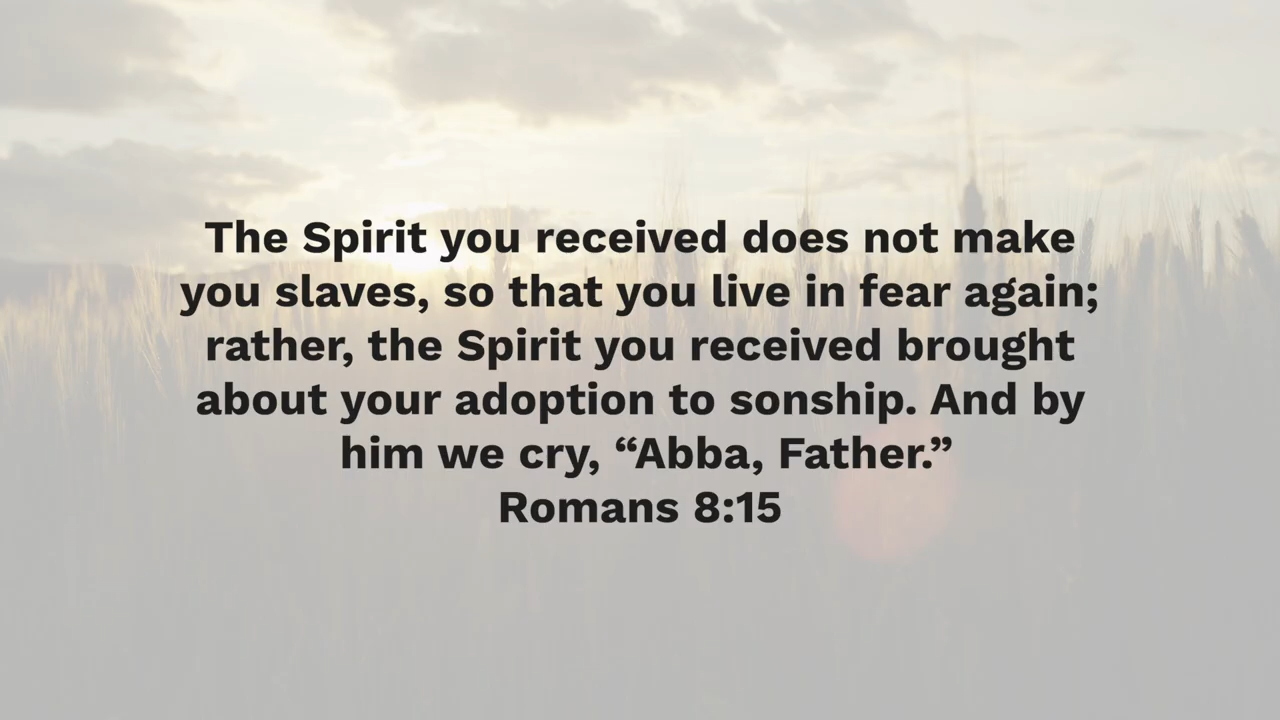 The Spirit you received does not make
you slaves, so that you live in fear again;
rather, the Spirit you received brought
about your adoption to sonship. And by
him we cry, “Abba, Father.”
Romans 8:15